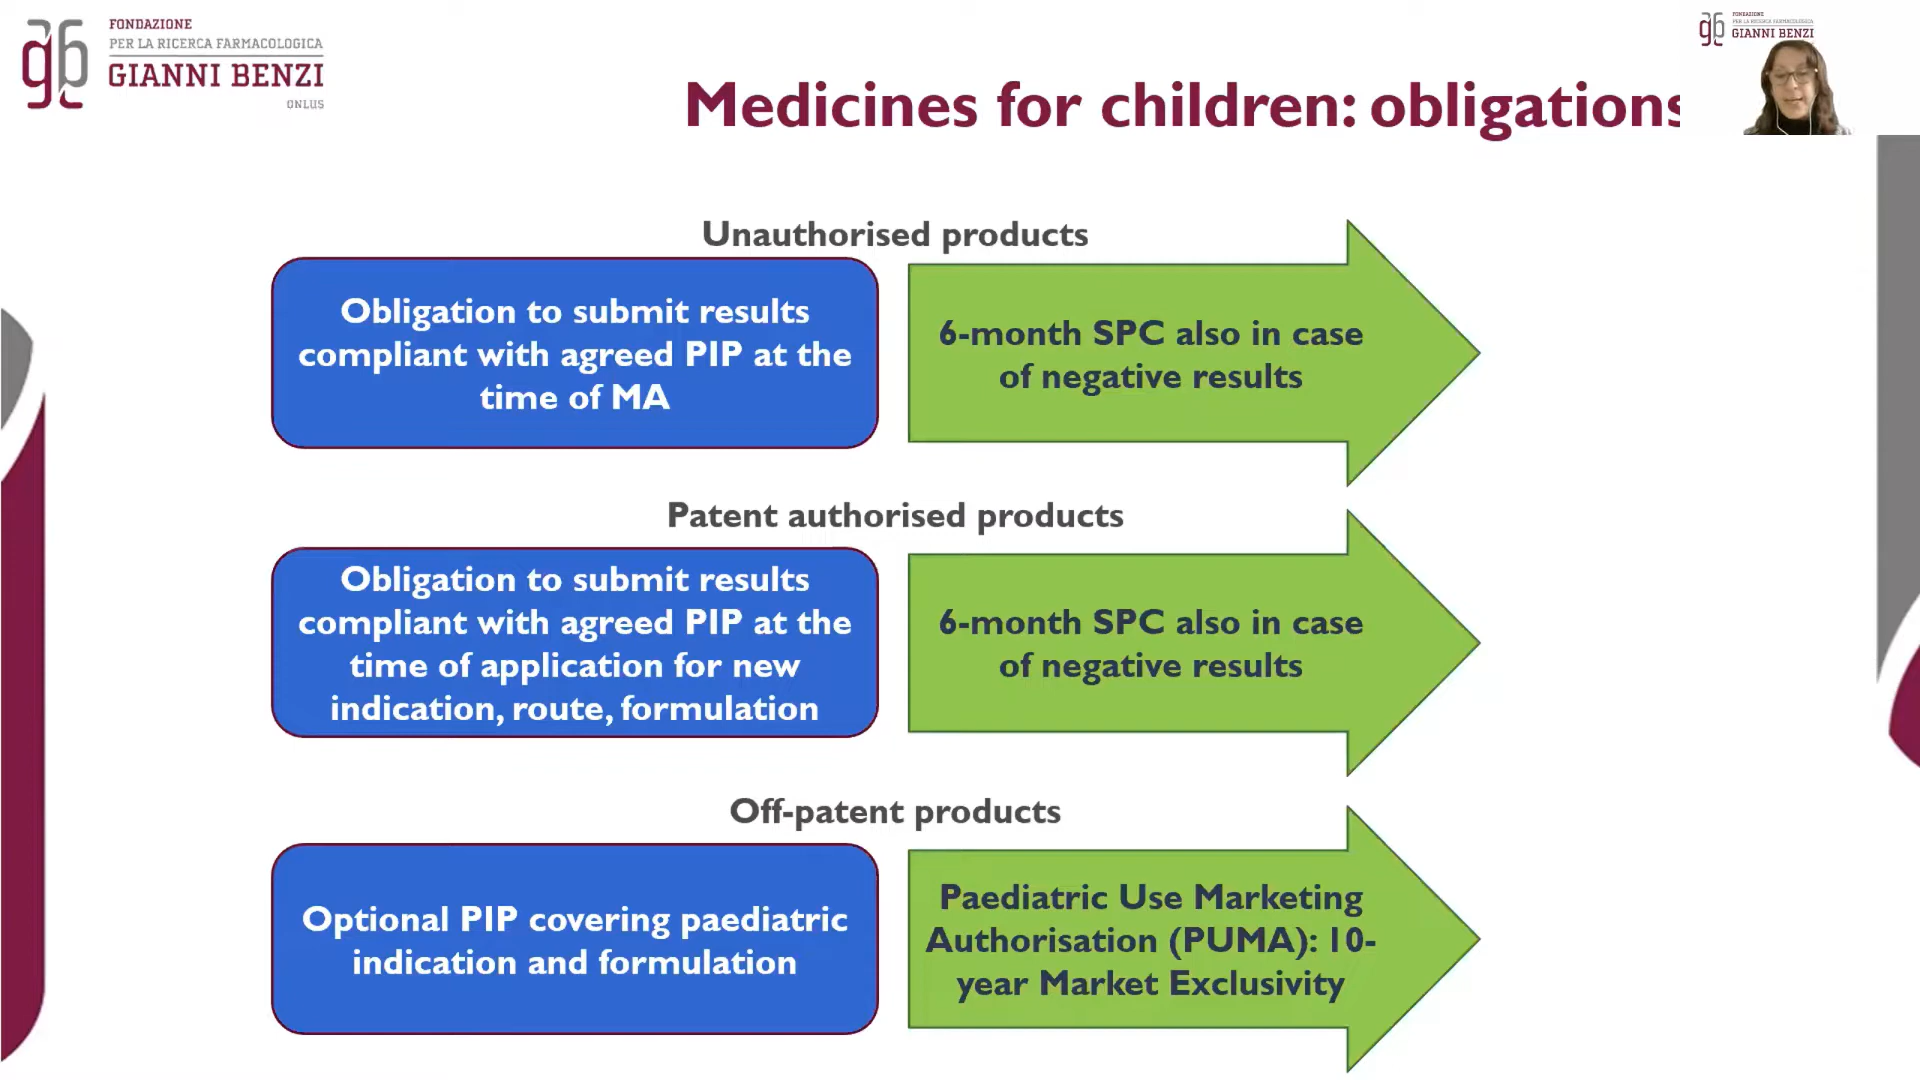 FONDAZIONE
PER LA RICERCA FARMACOLOGICA
GIANNI BENZI
ONLUS
FONDAZIONE
PER LA RICERCA FARMACOLOGICA
GIANNI BENZI
Medicines for children: obligations
Unauthorised products
Obligation to submit results
compliant with agreed PIP at the
time of MA
6-month SPC also in case
of negative results
Patent authorised products
Obligation to submit results
compliant with agreed PIP at the
time of application for new
indication, route, formulation
6-month SPC also in case
of negative results
Off-patent products
Optional PIP covering paediatric
indication and formulation
Paediatric Use Marketing
Authorisation (PUMA): 10-
year Market Exclusivity